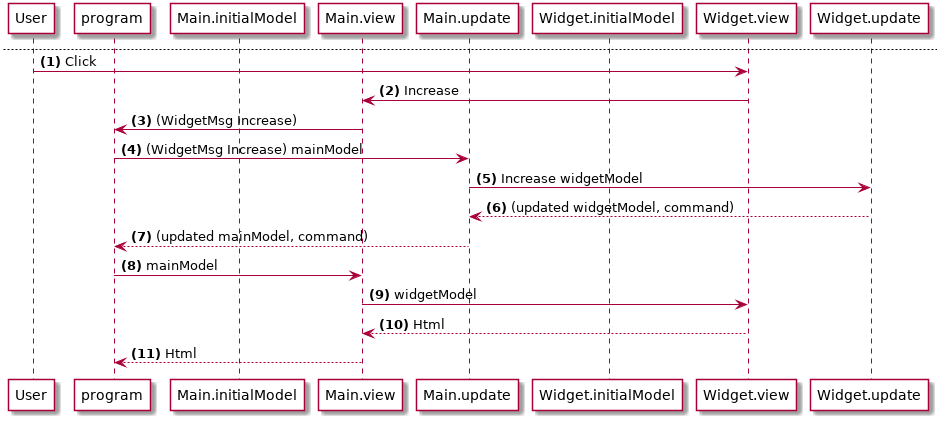 User program Main.initialModel Main.view Main.update Widget.initialModel Widget.view Widget.update
(1) Click
(2) Increase
(3) (WidgetMsg Increase)
(4) (WidgetMsg Increase) mainModel
(5) Increase widgetModel
(6) (updated widgetModel, command)
(7) (updated mainModel, command)
(8) mainModel
(9) widgetModel
(10) Html
(11) Html
User program Main.initialModel Main.view Main.update Widget.initialModel Widget.view Widget.update